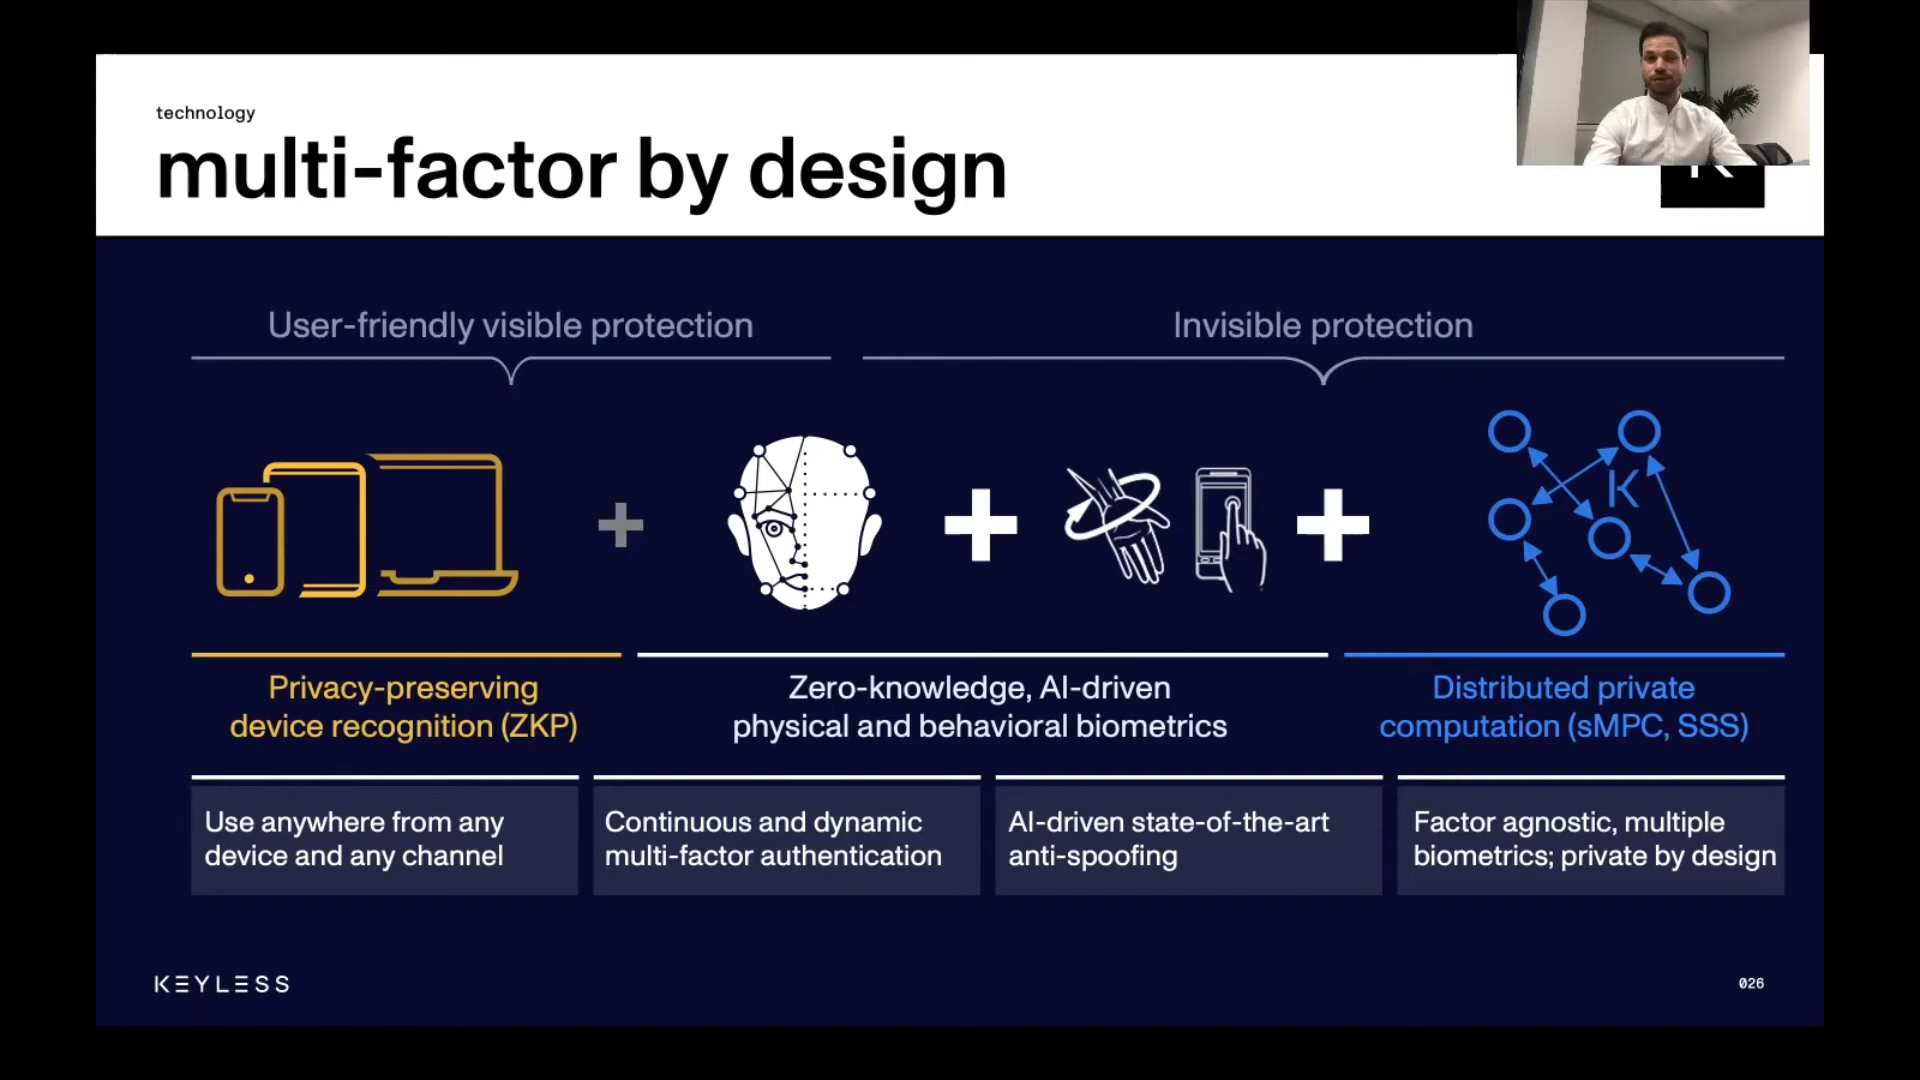 technology
multi-factor by design
User-friendly visible protection
Invisible protection
K
Privacy-preserving
device recognition (ZKP)
Zero-knowledge, AI-driven
physical and behavioral biometrics
Distributed private
computation (sMPC, SSS)
Use anywhere from any
device and any channel
Continuous and dynamic
multi-factor authentication
AI-driven state-of-the-art
anti-spoofing
Factor agnostic, multiple
biometrics; private by design
KEYLESS
026